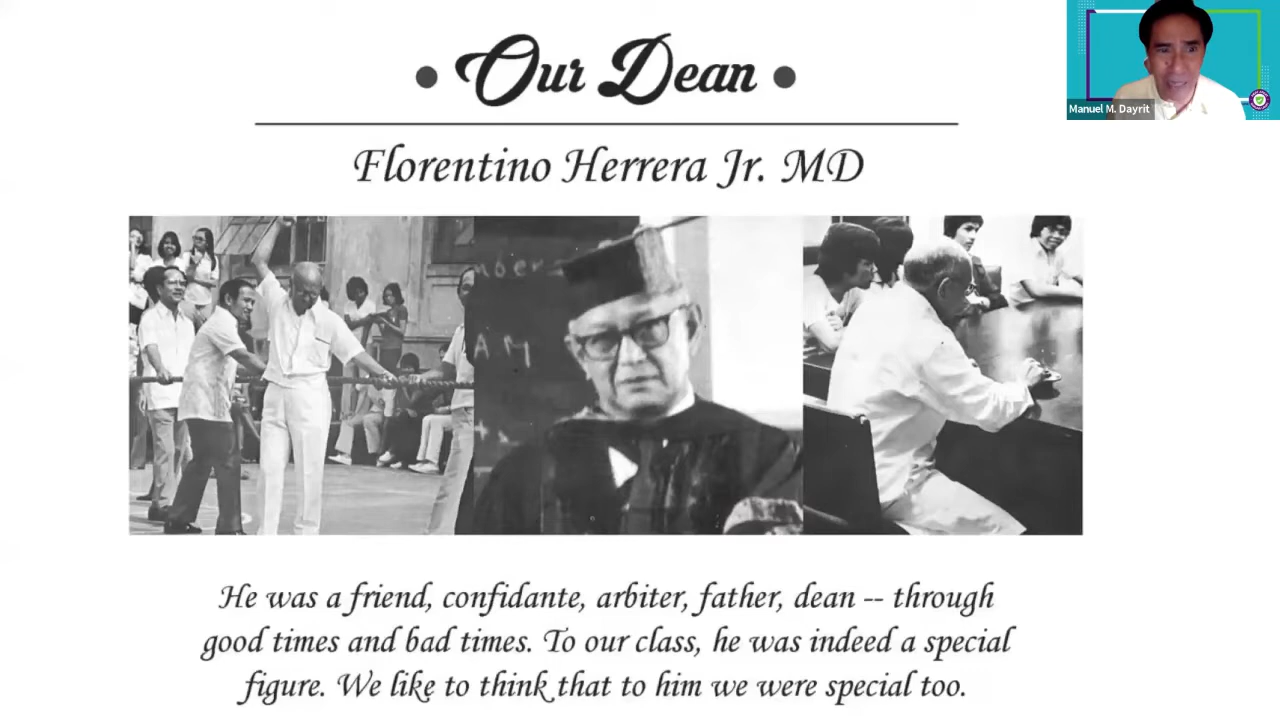 • Our Dean •
Manuel M. Dayrit
Florentino Herrera Jr. MD
mber
AM
He was a friend, confidante, arbiter, father, dean -- through
good times and bad times. To our class, he was indeed a special
figure. We like to think that to him we were special too.